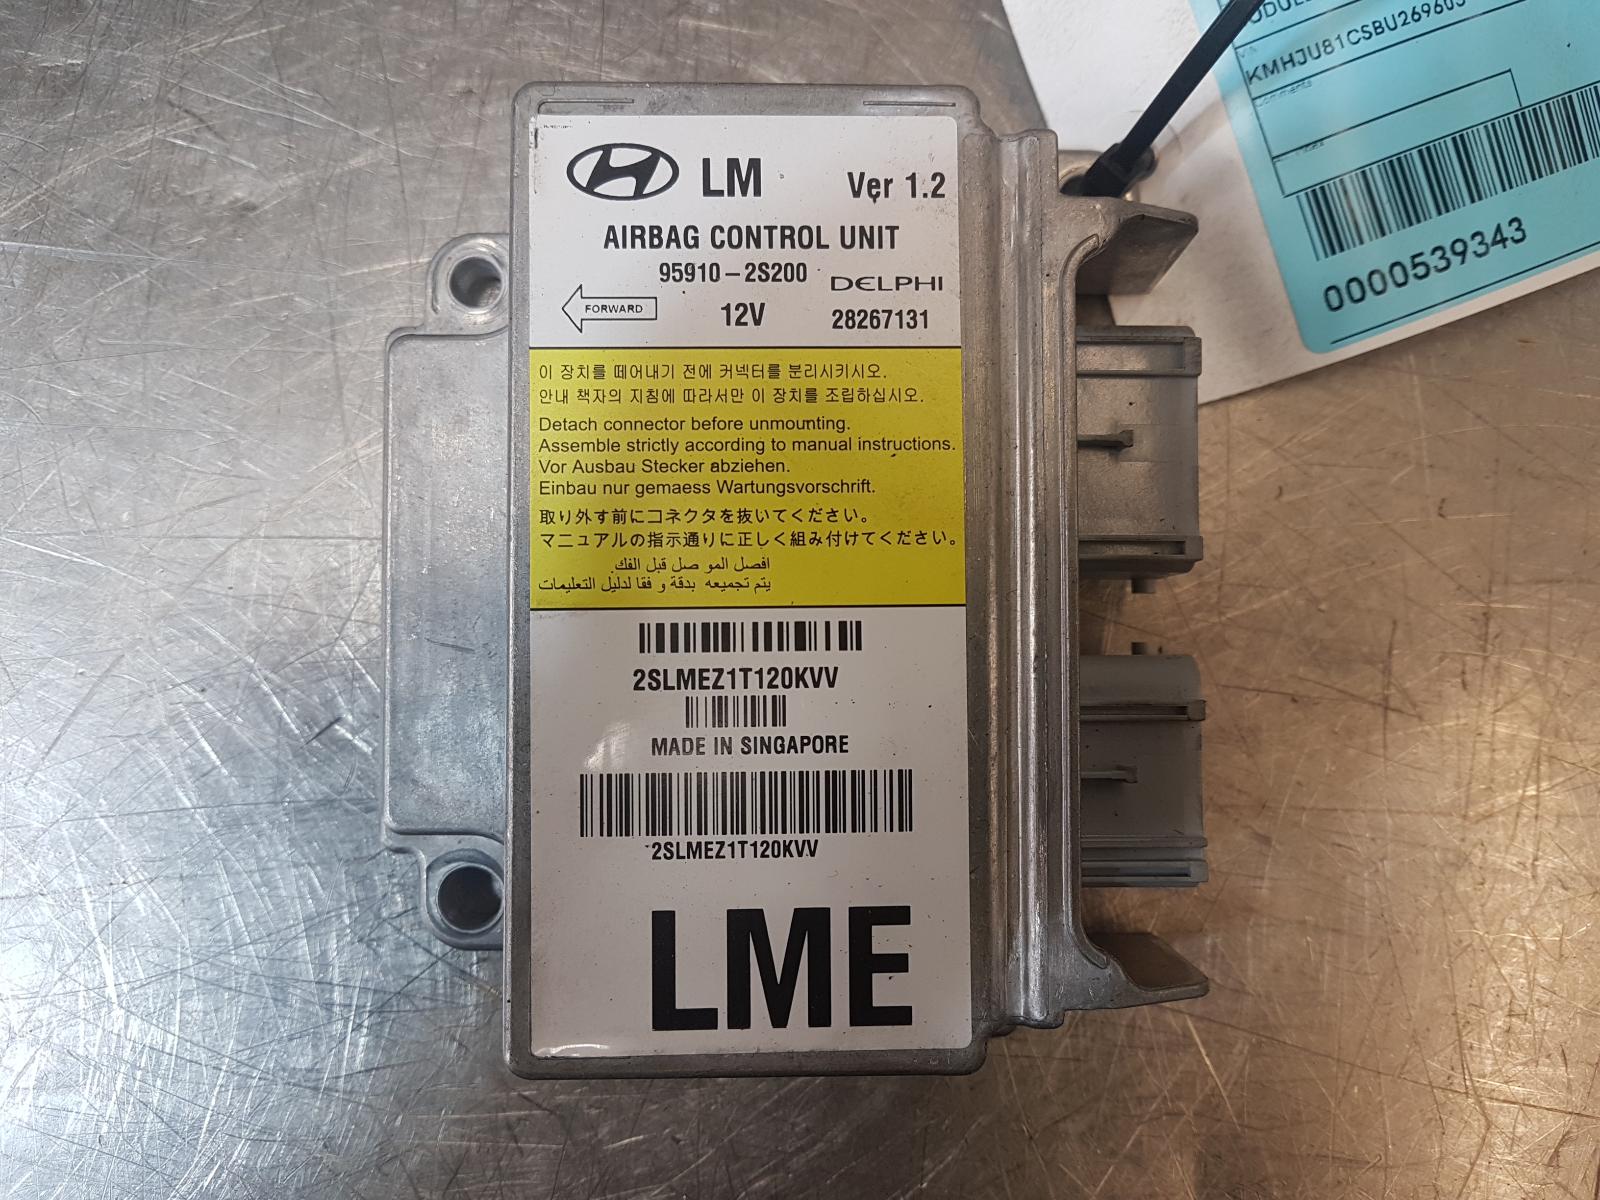 LM Ver 1.2
AIRBAG CONTROL UNIT
95910-2S200
DELPHI
FORWARD
12V
28267131
이 장치를 떼어내기 전에 커넥터를 분리시키시오.
안내 책자의 지침에 따라서만 이 장치를 조립하십시오.
Detach connector before unmounting.
Assemble strictly according to manual instructions.
Vor Ausbau Stecker abziehen.
Einbau nur gemaess Wartungsvorschrift.
取り外す前にコネクタを抜いてください。
マニュアルの指示通りに正しく組み付けてください。
افصل المو صل قبل الفك.
يتم تجميعه بدقة و فقا لدليل التعليمات
2SLMEZ1T120KVV
MADE IN SINGAPORE
2SLMEZ1T120KVV
LME
KMHJU81CSBU269603
Comments
0000539343